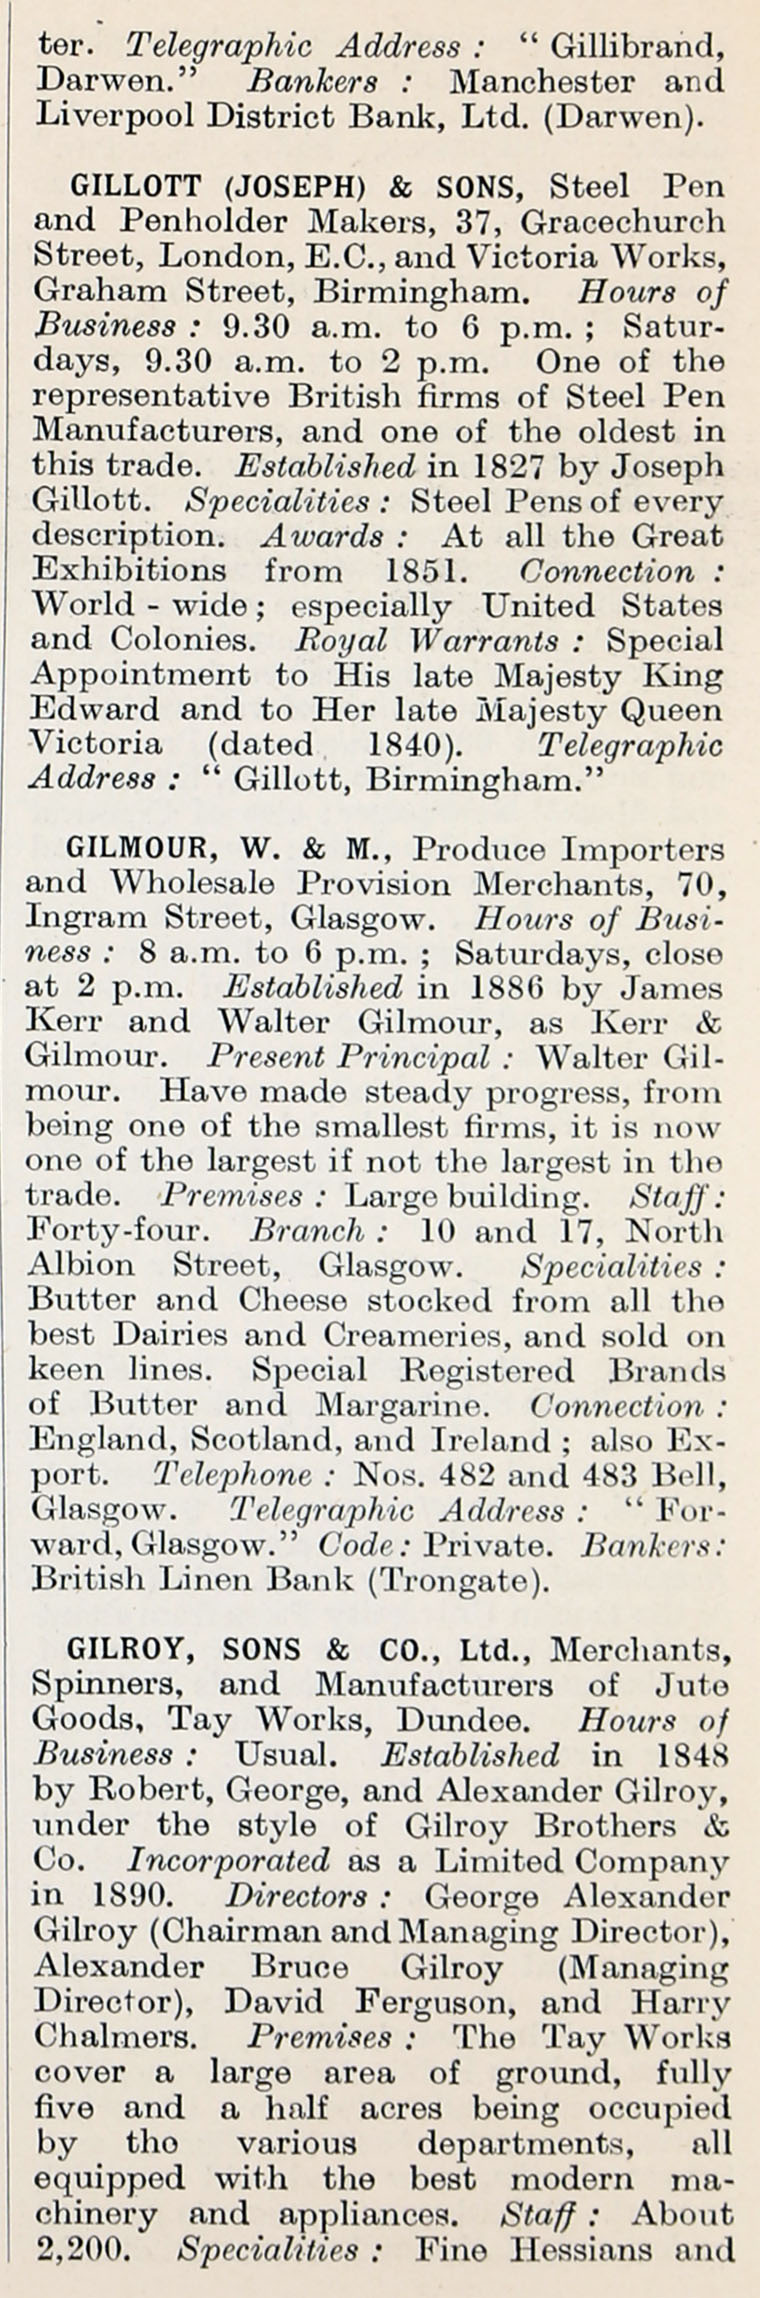 ter. Telegraphic Address : “ Gillibrand,
Darwen.” Bankers : Manchester and
Liverpool District Bank, Ltd. (Darwen).
GILLOTT (JOSEPH) & SONS, Steel Pen
and Penholder Makers, 37, Gracechurch
Street, London, E.C., and Victoria Works,
Graham Street, Birmingham. Hours of
Business : 9.30 a.m. to 6 p.m. ; Satur-
days, 9.30 a.m. to 2 p.m. One of the
representative British firms of Steel Pen
Manufacturers, and one of the oldest in
this trade. Established in 1827 by Joseph
Gillott. Specialities : Steel Pens of every
description. Awards : At all the Great
Exhibitions from 1851. Connection :
World - wide ; especially United States
and Colonies. Royal Warrants : Special
Appointment to His late Majesty King
Edward and to Her late Majesty Queen
Victoria (dated 1840). Telegraphic
Address : “ Gillott, Birmingham.”
GILMOUR, W. & M., Produce Importers
and Wholesale Provision Merchants, 70,
Ingram Street, Glasgow. Hours of Busi-
ness : 8 a.m. to 6 p.m. ; Saturdays, close
at 2 p.m. Established in 1886 by James
Kerr and Walter Gilmour, as Kerr &
Gilmour. Present Principal : Walter Gil-
mour. Have made steady progress, from
being one of the smallest firms, it is now
one of the largest if not the largest in the
trade. Premises : Large building. Staff :
Forty-four. Branch : 10 and 17, North
Albion Street, Glasgow. Specialities :
Butter and Cheese stocked from all the
best Dairies and Creameries, and sold on
keen lines. Special Registered Brands
of Butter and Margarine. Connection :
England, Scotland, and Ireland ; also Ex-
port. Telephone : Nos. 482 and 483 Bell,
Glasgow. Telegraphic Address : “ For-
ward, Glasgow.” Code : Private. Bankers :
British Linen Bank (Trongate).
GILROY, SONS & CO., Ltd., Merchants,
Spinners, and Manufacturers of Jute
Goods, Tay Works, Dundee. Hours of
Business : Usual. Established in 1848
by Robert, George, and Alexander Gilroy,
under the style of Gilroy Brothers &
Co. Incorporated as a Limited Company
in 1890. Directors : George Alexander
Gilroy (Chairman and Managing Director),
Alexander Bruce Gilroy (Managing
Director), David Ferguson, and Harry
Chalmers. Premises : The Tay Works
cover a large area of ground, fully
five and a half acres being occupied
by the various departments, all
equipped with the best modern ma-
chinery and appliances. Staff : About
2,200. Specialities : Fine Hessians and